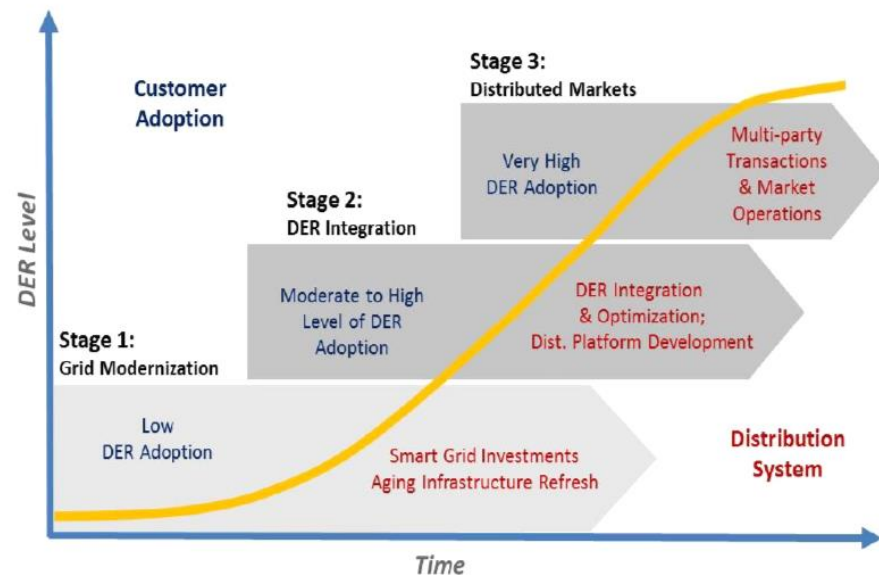 Stage 3:
Distributed Markets
Customer
Adoption
Very High
DER Adoption
Multi-party
Transactions
& Market
Operations
Stage 2:
DER Integration
Moderate to High
Level of DER
Adoption
DER Integration
& Optimization;
Dist. Platform Development
DER Level
Stage 1:
Grid Modernization
Low
DER Adoption
Smart Grid Investments
Aging Infrastructure Refresh
Distribution
System
Time